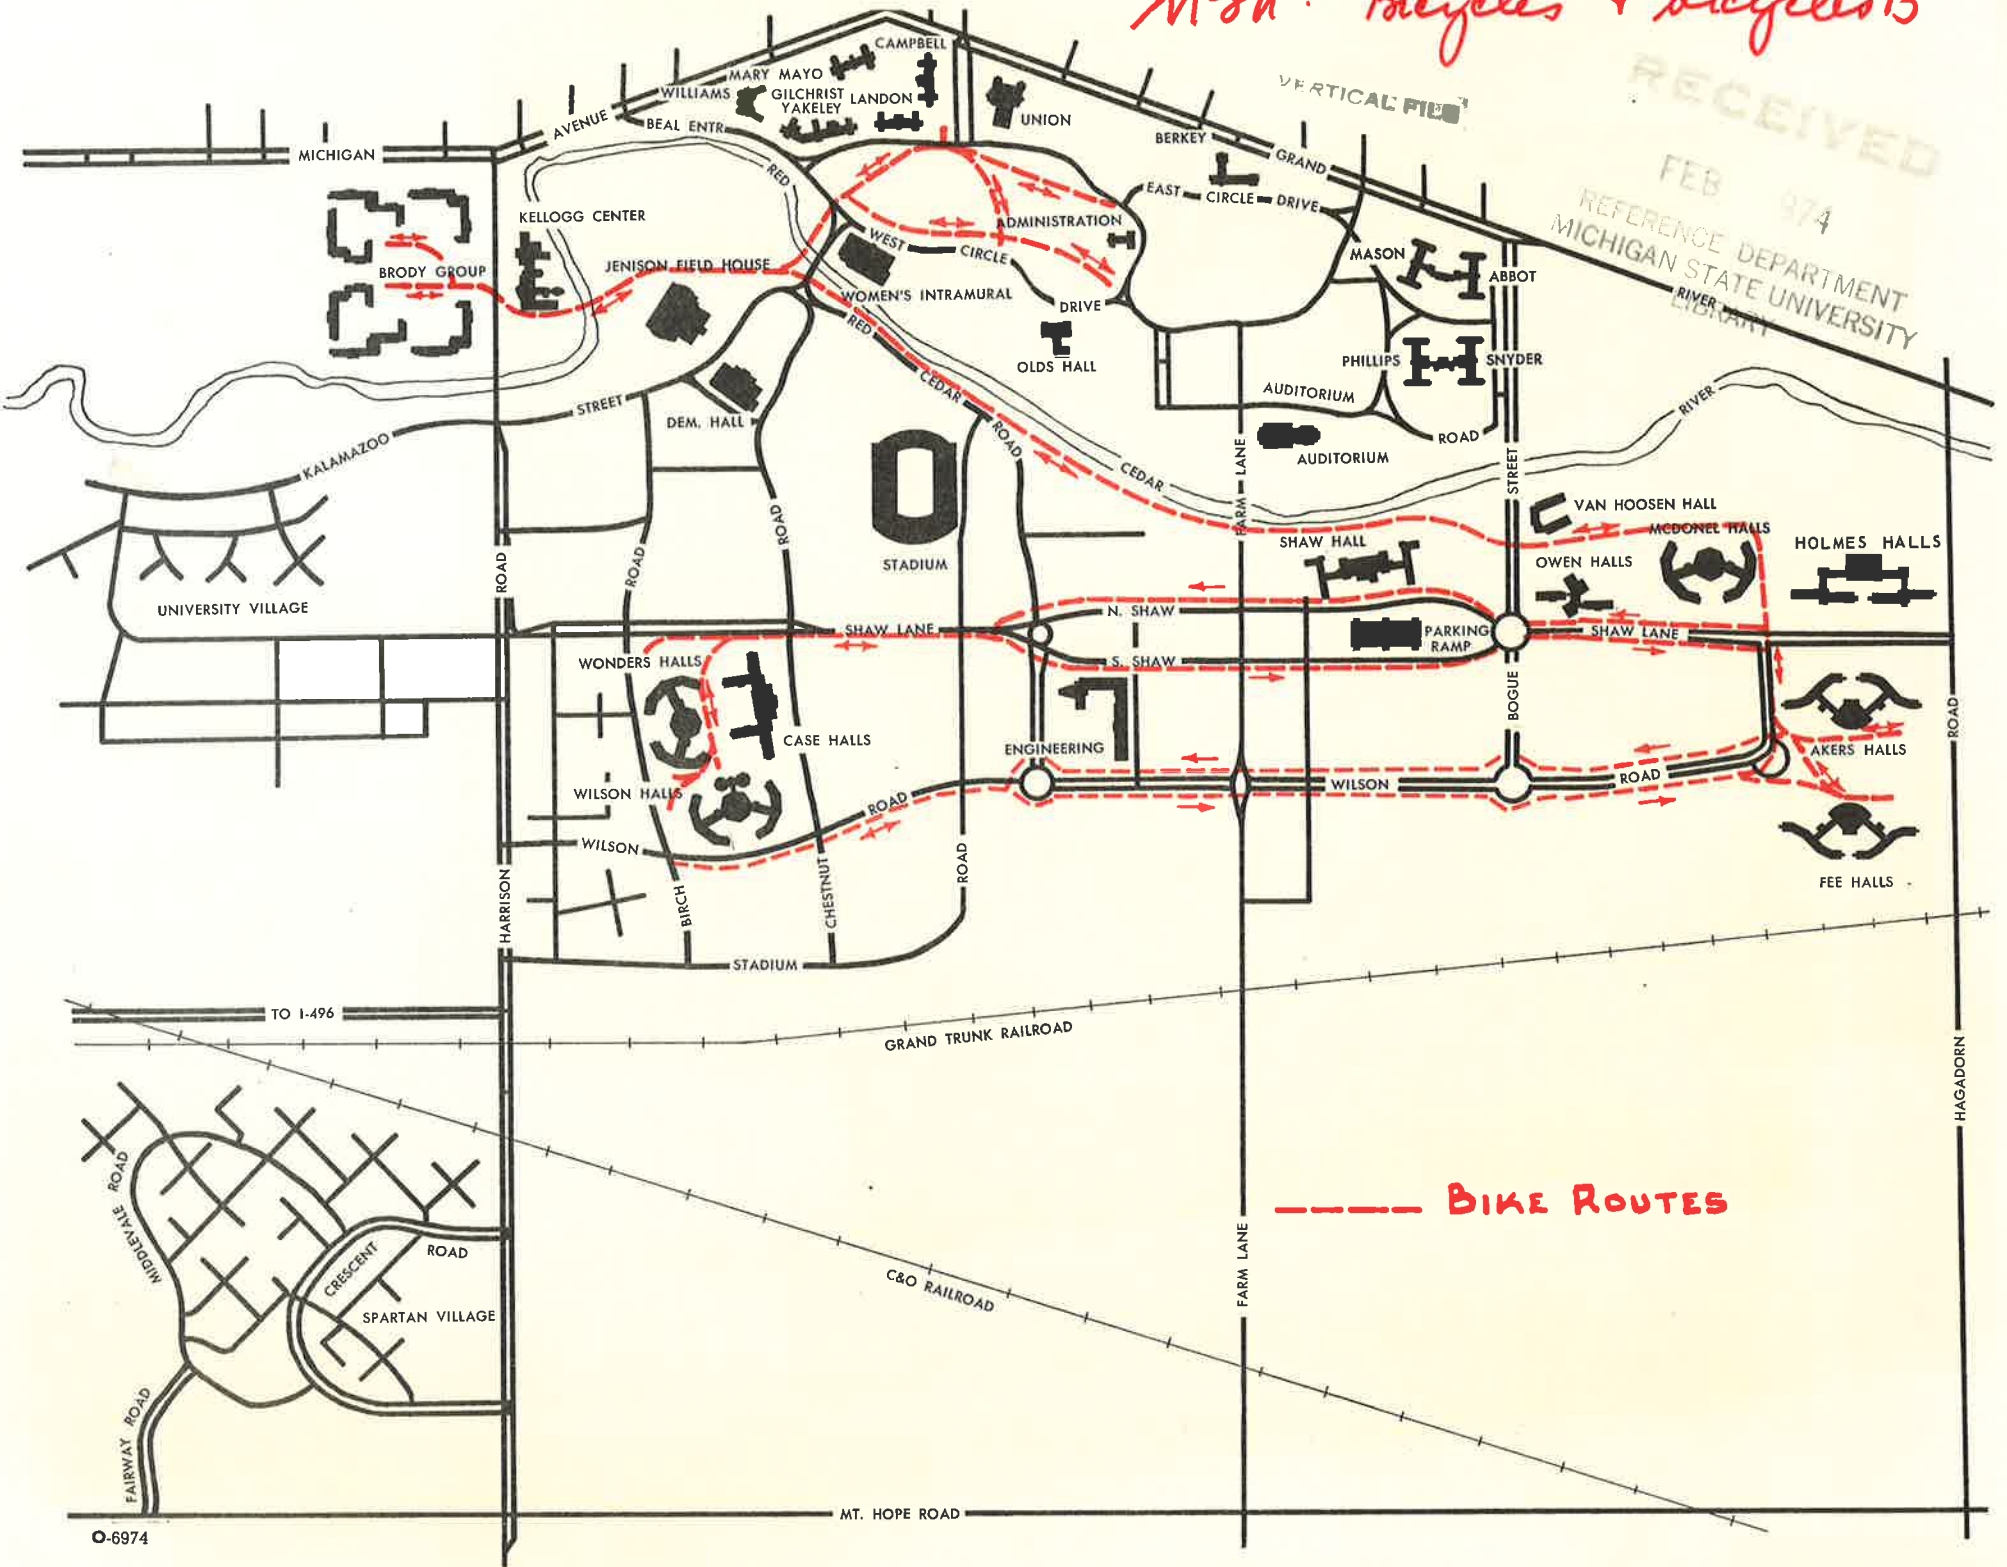 Bicycles & bicycles
VERTICAL FILE
RECEIVED
FEB 974
REFERENCE DEPARTMENT
MICHIGAN STATE UNIVERSITY
LIBRARY
CAMPBELL
MARY MAYO
WILLIAMS
GILCHRIST
YAKELEY
LANDON
UNION
AVENUE
BEAL ENTR.
MICHIGAN
BERKEY
GRAND
RED
EAST CIRCLE DRIVE
KELLOGG CENTER
ADMINISTRATION
WEST CIRCLE
MASON
ABBOT
BRODY GROUP
JENISON FIELD HOUSE
WOMEN'S INTRAMURAL
DRIVE
RIVER
RED
OLDS HALL
PHILLIPS
SNYDER
CEDAR
AUDITORIUM
STREET
DEM. HALL
ROAD
ROAD
RIVER
KALAMAZOO
AUDITORIUM
CEDAR
FARM LANE
STREET
VAN HOOSEN HALL
ROAD
FARM LANE
MCDONEL HALLS
SHAW HALL
HOLMES HALLS
STADIUM
OWEN HALLS
ROAD
ROAD
UNIVERSITY VILLAGE
N. SHAW
SHAW LANE
PARKING
RAMP
SHAW LANE
WONDERS HALLS
S. SHAW
BOGUE
ROAD
CASE HALLS
ENGINEERING
AKERS HALLS
WILSON HALLS
WILSON
ROAD
ROAD
WILSON
ROAD
HARRISON
BIRCH
CHESTNUT
FEE HALLS
STADIUM
TO I-496
GRAND TRUNK RAILROAD
HAGADORN
MIDDLEVALE ROAD
BIKE ROUTES
ROAD
CRESCENT
C&O RAILROAD
FARM LANE
SPARTAN VILLAGE
FAIRWAY ROAD
MT. HOPE ROAD
O-6974